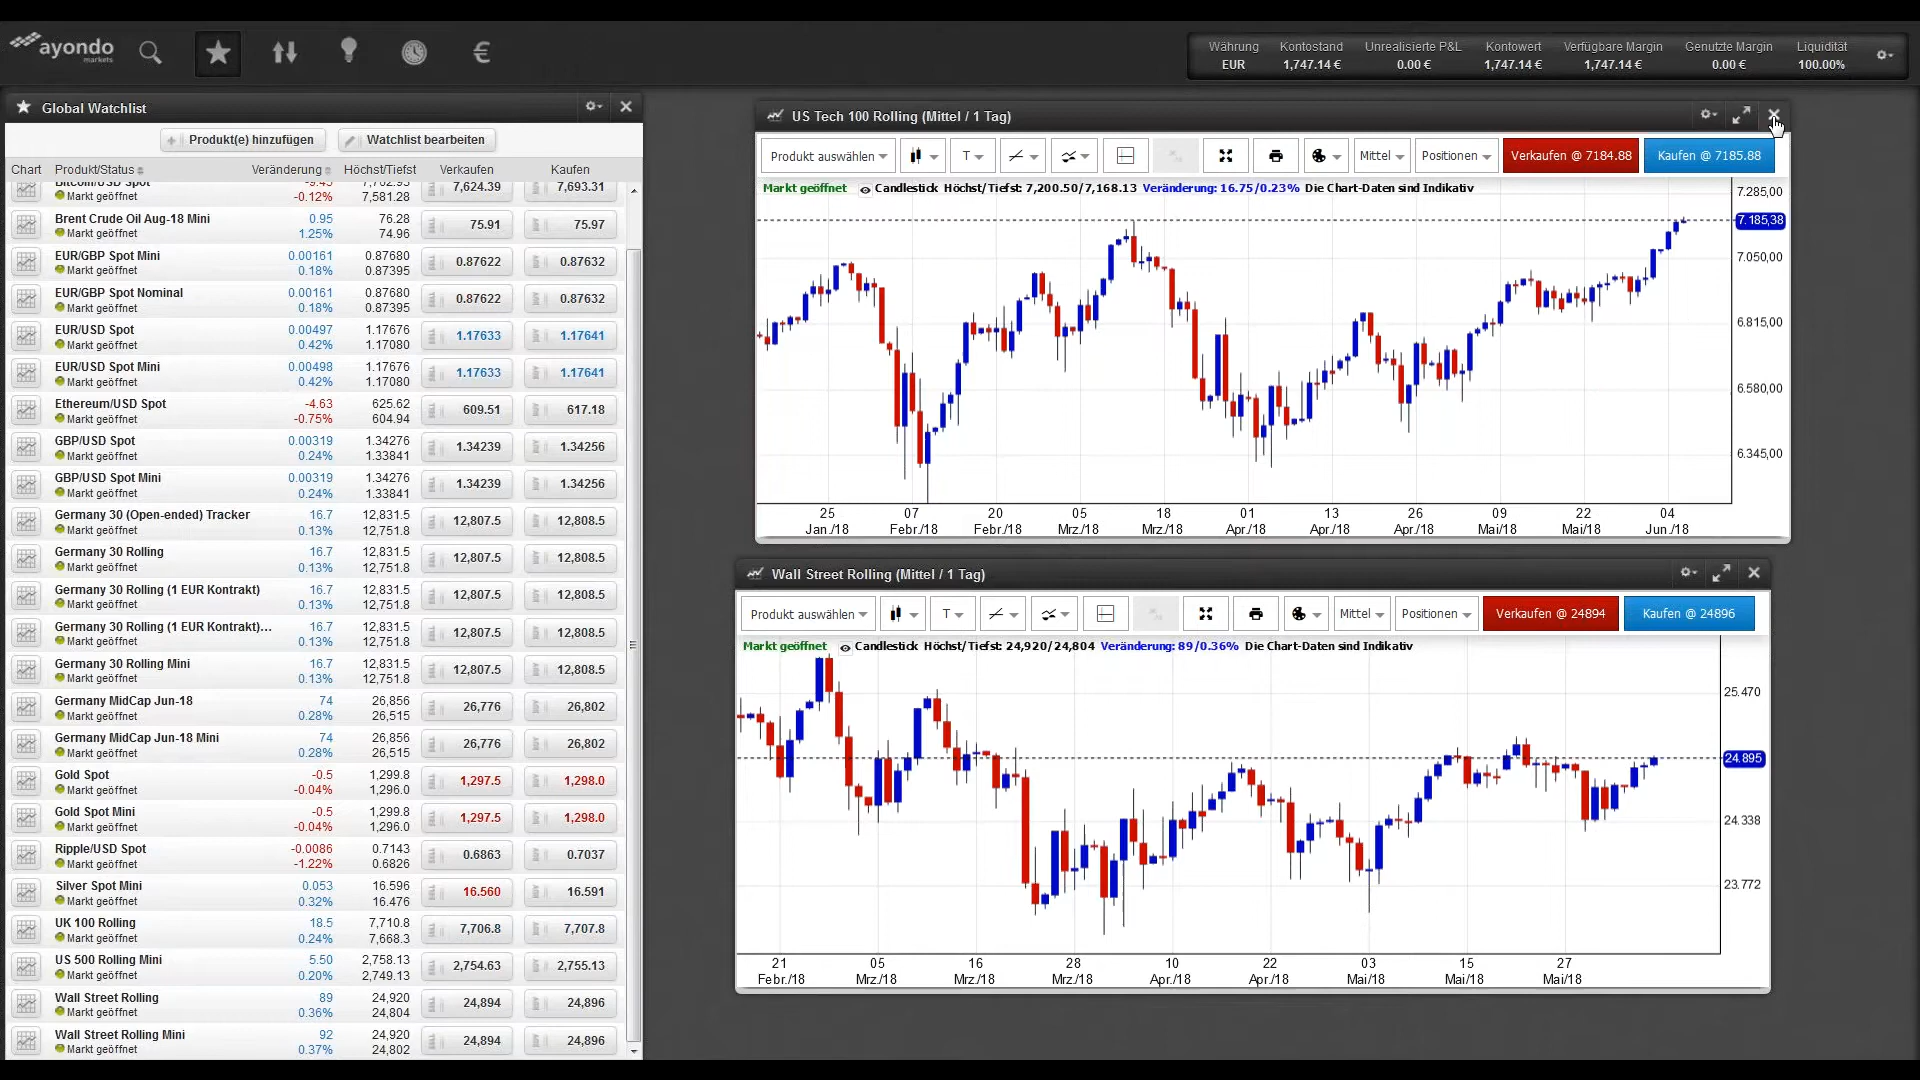 ayondo
markets
Währung Kontostand Unrealisierte P&L Kontowert Verfügbare Margin Genutzte Margin Liquidität
EUR 1,747.14 € 0.00 € 1,747.14 € 1,747.14 € 0.00 € 100.00%
Global Watchlist
Produkt(e) hinzufügen Watchlist bearbeiten
Chart Produkt/Status Veränderung Höchst/Tiefst Verkaufen Kaufen
Bitcoin/USD Spot -9.45 7,702.95 7,624.39 7,693.31
Markt geöffnet -0.12% 7,581.28
Brent Crude Oil Aug-18 Mini 0.95 76.28 75.91 75.97
Markt geöffnet 1.25% 74.96
EUR/GBP Spot Mini 0.00161 0.87680 0.87622 0.87632
Markt geöffnet 0.18% 0.87395
EUR/GBP Spot Nominal 0.00161 0.87680 0.87622 0.87632
Markt geöffnet 0.18% 0.87395
EUR/USD Spot 0.00497 1.17676 1.17633 1.17641
Markt geöffnet 0.42% 1.17080
EUR/USD Spot Mini 0.00498 1.17676 1.17633 1.17641
Markt geöffnet 0.42% 1.17080
Ethereum/USD Spot -4.63 625.62 609.51 617.18
Markt geöffnet -0.75% 604.94
GBP/USD Spot 0.00319 1.34276 1.34239 1.34256
Markt geöffnet 0.24% 1.33841
GBP/USD Spot Mini 0.00319 1.34276 1.34239 1.34256
Markt geöffnet 0.24% 1.33841
Germany 30 (Open-ended) Tracker 16.7 12,831.5 12,807.5 12,808.5
Markt geöffnet 0.13% 12,751.8
Germany 30 Rolling 16.7 12,831.5 12,807.5 12,808.5
Markt geöffnet 0.13% 12,751.8
Germany 30 Rolling (1 EUR Kontrakt) 16.7 12,831.5 12,807.5 12,808.5
Markt geöffnet 0.13% 12,751.8
Germany 30 Rolling (1 EUR Kontrakt)... 16.7 12,831.5 12,807.5 12,808.5
Markt geöffnet 0.13% 12,751.8
Germany 30 Rolling Mini 16.7 12,831.5 12,807.5 12,808.5
Markt geöffnet 0.13% 12,751.8
Germany MidCap Jun-18 74 26,856 26,776 26,802
Markt geöffnet 0.28% 26,515
Germany MidCap Jun-18 Mini 74 26,856 26,776 26,802
Markt geöffnet 0.28% 26,515
Gold Spot -0.5 1,299.8 1,297.5 1,298.0
Markt geöffnet -0.04% 1,296.0
Gold Spot Mini -0.5 1,299.8 1,297.5 1,298.0
Markt geöffnet -0.04% 1,296.0
Ripple/USD Spot -0.0086 0.7143 0.6863 0.7037
Markt geöffnet -1.22% 0.6826
Silver Spot Mini 0.053 16.596 16.560 16.591
Markt geöffnet 0.32% 16.476
UK 100 Rolling 18.5 7,710.8 7,706.8 7,707.8
Markt geöffnet 0.24% 7,668.3
US 500 Rolling Mini 5.50 2,758.13 2,754.63 2,755.13
Markt geöffnet 0.20% 2,749.13
Wall Street Rolling 89 24,920 24,894 24,896
Markt geöffnet 0.36% 24,804
Wall Street Rolling Mini 92 24,920 24,894 24,896
Markt geöffnet 0.37% 24,802
US Tech 100 Rolling (Mittel / 1 Tag)
Produkt auswählen T Mittel Positionen Verkaufen @ 7184.88 Kaufen @ 7185.88
Markt geöffnet Candlestick Höchst/Tiefst: 7,200.50/7,168.13 Veränderung: 16.75/0.23% Die Chart-Daten sind Indikativ
7.285,00
7.185,38
7.050,00
6.815,00
6.580,00
6.345,00
25 07 20 05 18 01 13 26 09 22 04
Jan./18 Febr./18 Febr./18 Mrz./18 Mrz./18 Apr./18 Apr./18 Apr./18 Mai/18 Mai/18 Jun./18
Wall Street Rolling (Mittel / 1 Tag)
Produkt auswählen T Mittel Positionen Verkaufen @ 24894 Kaufen @ 24896
Markt geöffnet Candlestick Höchst/Tiefst: 24,920/24,804 Veränderung: 89/0.36% Die Chart-Daten sind Indikativ
25.470
24.895
24.338
23.772
21 05 16 28 10 22 03 15 27
Febr./18 Mrz./18 Mrz./18 Mrz./18 Apr./18 Apr./18 Mai/18 Mai/18 Mai/18